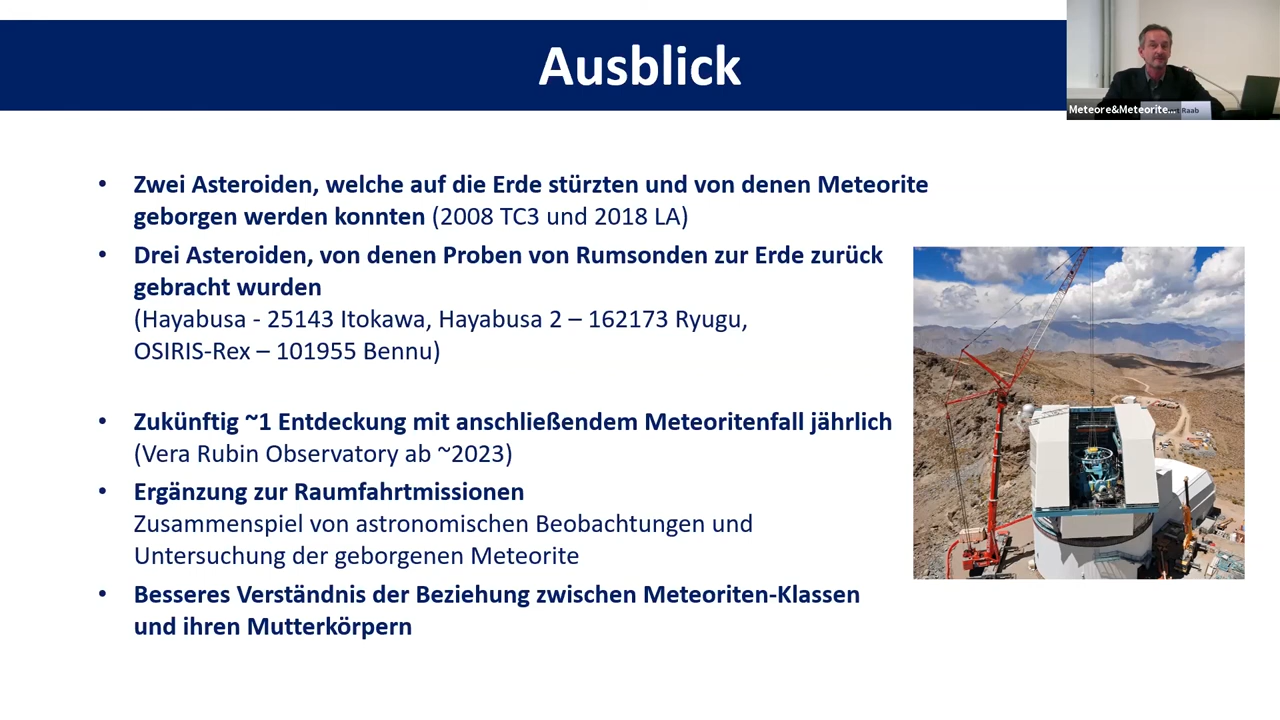 Ausblick
Meteore&Meteorite...
Raab
• Zwei Asteroiden, welche auf die Erde stürzten und von denen Meteorite
geborgen werden konnten (2008 TC3 und 2018 LA)
• Drei Asteroiden, von denen Proben von Rumsonden zur Erde zurück
gebracht wurden
(Hayabusa - 25143 Itokawa, Hayabusa 2 – 162173 Ryugu,
OSIRIS-Rex – 101955 Bennu)
• Zukünftig ~1 Entdeckung mit anschließendem Meteoritenfall jährlich
(Vera Rubin Observatory ab ~2023)
• Ergänzung zur Raumfahrtmissionen
Zusammenspiel von astronomischen Beobachtungen und
Untersuchung der geborgenen Meteorite
• Besseres Verständnis der Beziehung zwischen Meteoriten-Klassen
und ihren Mutterkörpern